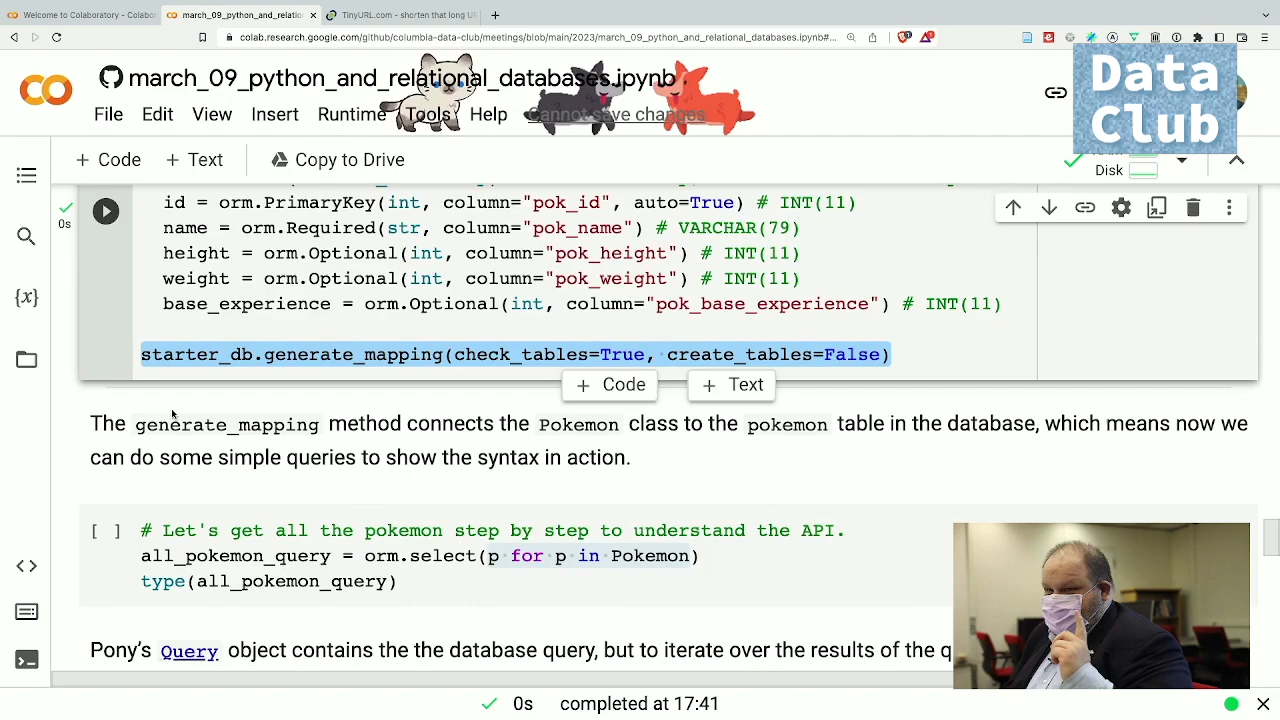 Welcome to Colaboratory - Colabor
march_09_python_and_relatio
TinyURL.com - shorten that long U
colab.research.google.com/github/columbia-data-club/meetings/blob/main/2023/march_09_python_and_relational_databases.ipynb#...
march_09_python_and_relational_databases.ipynb
Data
Club
File Edit View Insert Runtime Tools Help Cannot save changes
+ Code + Text Copy to Drive
Disk
id = orm.PrimaryKey(int, column="pok_id", auto=True) # INT(11)
0s
name = orm.Required(str, column="pok_name") # VARCHAR(79)
height = orm.Optional(int, column="pok_height") # INT(11)
weight = orm.Optional(int, column="pok_weight") # INT(11)
base_experience = orm.Optional(int, column="pok_base_experience") # INT(11)
starter_db.generate_mapping(check_tables=True, create_tables=False)
+ Code + Text
The generate_mapping method connects the Pokemon class to the pokemon table in the database, which means now we
can do some simple queries to show the syntax in action.
[ ] # Let's get all the pokemon step by step to understand the API.
all_pokemon_query = orm.select(p for p in Pokemon)
type(all_pokemon_query)
Pony's Query object contains the the database query, but to iterate over the results of the q
0s completed at 17:41